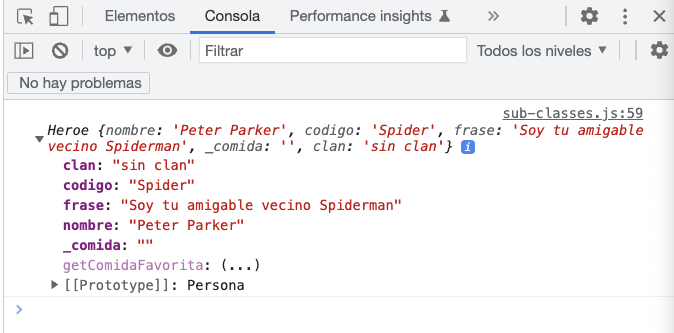 Elementos Consola Performance insights
top Filtrar Todos los niveles
No hay problemas
sub-classes.js:59
Heroe {nombre: 'Peter Parker', codigo: 'Spider', frase: 'Soy tu amigable
vecino Spiderman', _comida: '', clan: 'sin clan'} i
clan: "sin clan"
codigo: "Spider"
frase: "Soy tu amigable vecino Spiderman"
nombre: "Peter Parker"
_comida: ""
getComidaFavorita: (...)
[[Prototype]]: Persona